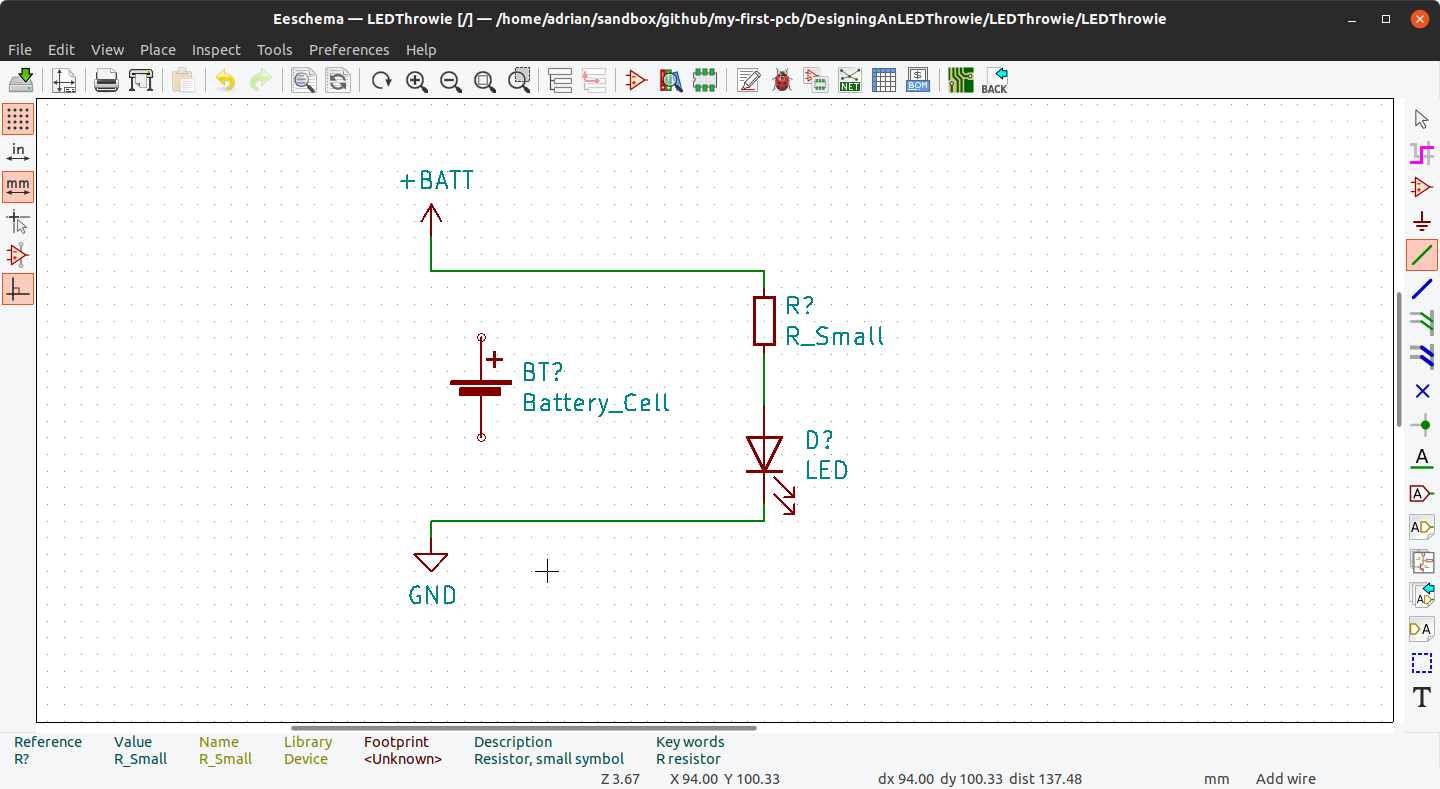 Eeschema — LEDThrowie [/] — /home/adrian/sandbox/github/my-first-pcb/DesigningAnLEDThrowie/LEDThrowie/LEDThrowie
File Edit View Place Inspect Tools Preferences Help
NET
$
BOM
BACK
in
mm
+BATT
R?
R_Small
BT?
Battery_Cell
D?
LED
GND
A
A
AD
AD
DA
T
Reference Value Name Library Footprint Description Key words
R? R_Small R_Small Device <Unknown> Resistor, small symbol R resistor
Z 3.67 X 94.00 Y 100.33 dx 94.00 dy 100.33 dist 137.48 mm Add wire